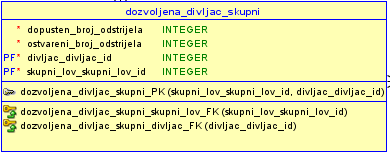 dozvoljena_divljac_skupni
* dopusten_broj_odstrijela INTEGER
* ostvareni_broj_odstrijela INTEGER
PF* divljac_divljac_id INTEGER
PF* skupni_lov_skupni_lov_id INTEGER
dozvoljena_divljac_skupni_PK (skupni_lov_skupni_lov_id, divljac_divljac_id)
dozvoljena_divljac_skupni_skupni_lov_FK (skupni_lov_skupni_lov_id)
dozvoljena_divljac_skupni_divljac_FK (divljac_divljac_id)